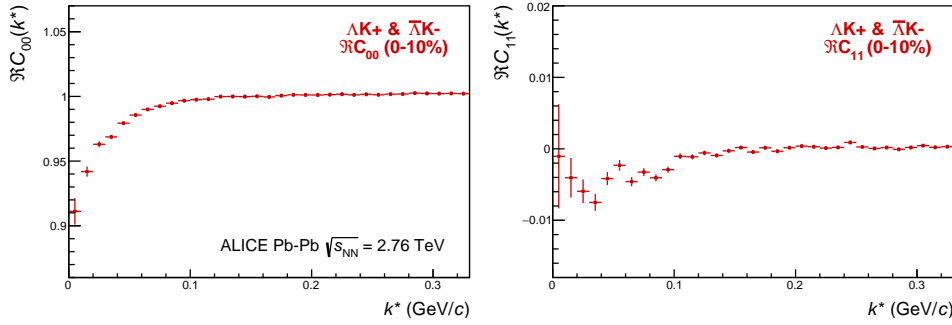 ℜC₀₀(k*)
1.05
1
0.95
0.9
ΛK+ & Λ̅K-
ℜC₀₀ (0-10%)
ALICE Pb-Pb √s_NN = 2.76 TeV
0 0.1 0.2 0.3
k* (GeV/c)
ℜC₁₁(k*)
0.02
0.01
0
−0.01
ΛK+ & Λ̅K-
ℜC₁₁ (0-10%)
0 0.1 0.2 0.3
k* (GeV/c)